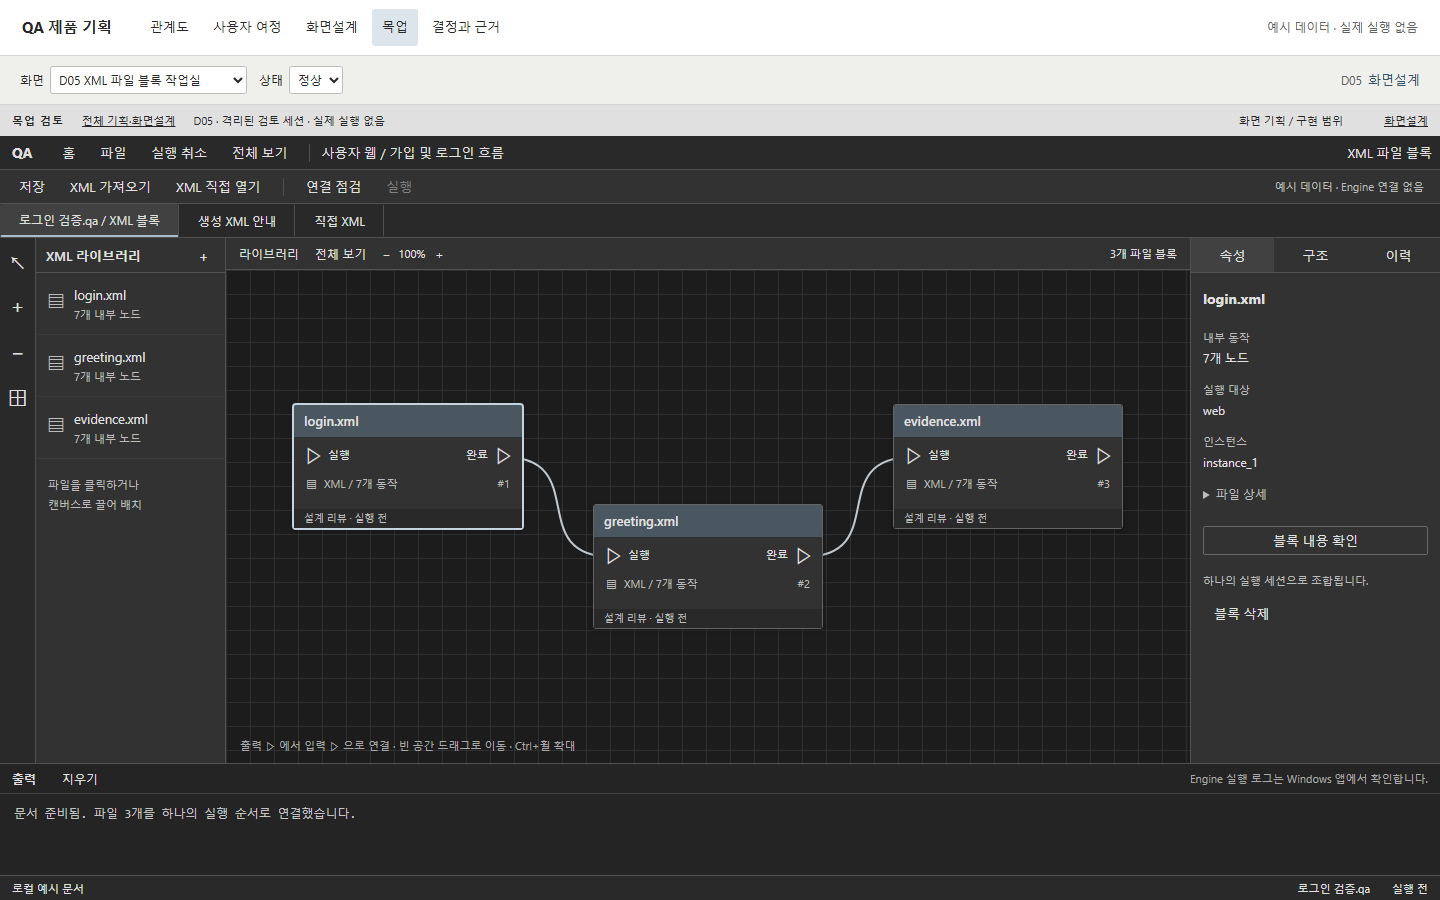 QA 제품 기획 관계도 사용자 여정 화면설계 목업 결정과 근거 예시 데이터 · 실제 실행 없음
화면 D05 XML 파일 블록 작업실 상태 정상 D05 화면설계
목업 검토 전체 기획·화면설계 D05 · 격리된 검토 세션 · 실제 실행 없음 화면 기획 / 구현 범위 화면설계
QA 홈 파일 실행 취소 전체 보기 사용자 웹 / 가입 및 로그인 흐름 XML 파일 블록
저장 XML 가져오기 XML 직접 열기 연결 점검 실행 예시 데이터 · Engine 연결 없음
로그인 검증.qa / XML 블록 생성 XML 안내 직접 XML
XML 라이브러리 +
login.xml
7개 내부 노드
greeting.xml
7개 내부 노드
evidence.xml
7개 내부 노드
파일을 클릭하거나
캔버스로 끌어 배치
라이브러리 전체 보기 − 100% + 3개 파일 블록
login.xml
실행 완료
XML / 7개 동작 #1
설계 리뷰 · 실행 전
greeting.xml
실행 완료
XML / 7개 동작 #2
설계 리뷰 · 실행 전
evidence.xml
실행 완료
XML / 7개 동작 #3
설계 리뷰 · 실행 전
출력 ▷ 에서 입력 ▷ 으로 연결 · 빈 공간 드래그로 이동 · Ctrl+휠 확대
속성 구조 이력
login.xml
내부 동작
7개 노드
실행 대상
web
인스턴스
instance_1
▶ 파일 상세
블록 내용 확인
하나의 실행 세션으로 조합됩니다.
블록 삭제
출력 지우기 Engine 실행 로그는 Windows 앱에서 확인합니다.
문서 준비됨. 파일 3개를 하나의 실행 순서로 연결했습니다.
로컬 예시 문서 로그인 검증.qa 실행 전